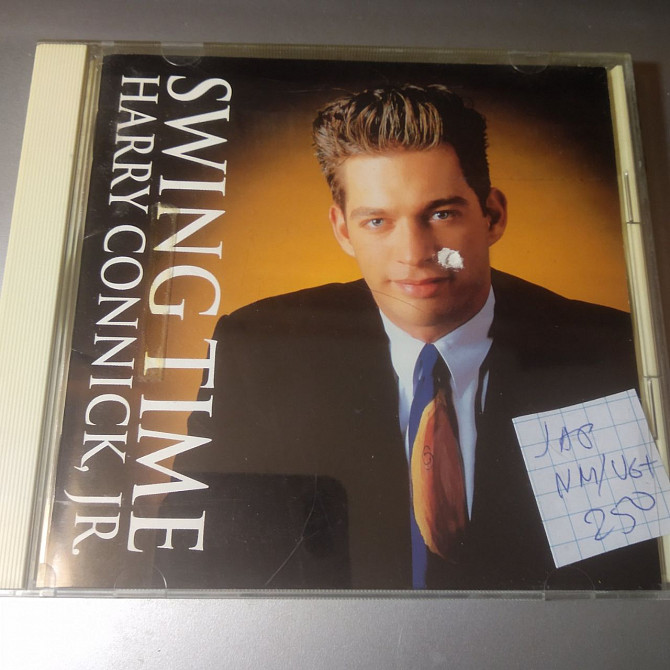 SWING TIME
HARRY CONNICK, JR.
JAP
NM/VG+
250